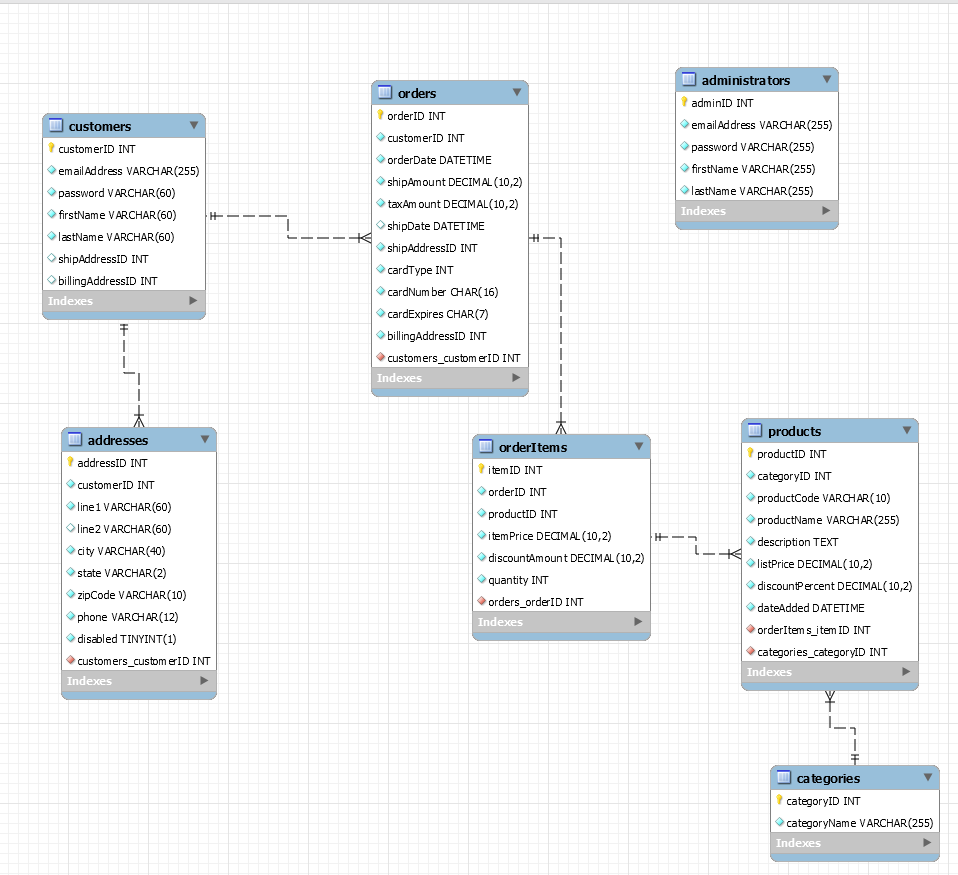 customers
customerID INT
emailAddress VARCHAR(255)
password VARCHAR(60)
firstName VARCHAR(60)
lastName VARCHAR(60)
shipAddressID INT
billingAddressID INT
Indexes
orders
orderID INT
customerID INT
orderDate DATETIME
shipAmount DECIMAL(10,2)
taxAmount DECIMAL(10,2)
shipDate DATETIME
shipAddressID INT
cardType INT
cardNumber CHAR(16)
cardExpires CHAR(7)
billingAddressID INT
customers_customerID INT
Indexes
administrators
adminID INT
emailAddress VARCHAR(255)
password VARCHAR(255)
firstName VARCHAR(255)
lastName VARCHAR(255)
Indexes
addresses
addressID INT
customerID INT
line1 VARCHAR(60)
line2 VARCHAR(60)
city VARCHAR(40)
state VARCHAR(2)
zipCode VARCHAR(10)
phone VARCHAR(12)
disabled TINYINT(1)
customers_customerID INT
Indexes
orderItems
itemID INT
orderID INT
productID INT
itemPrice DECIMAL(10,2)
discountAmount DECIMAL(10,2)
quantity INT
orders_orderID INT
Indexes
products
productID INT
categoryID INT
productCode VARCHAR(10)
productName VARCHAR(255)
description TEXT
listPrice DECIMAL(10,2)
discountPercent DECIMAL(10,2)
dateAdded DATETIME
orderItems_itemID INT
categories_categoryID INT
Indexes
categories
categoryID INT
categoryName VARCHAR(255)
Indexes